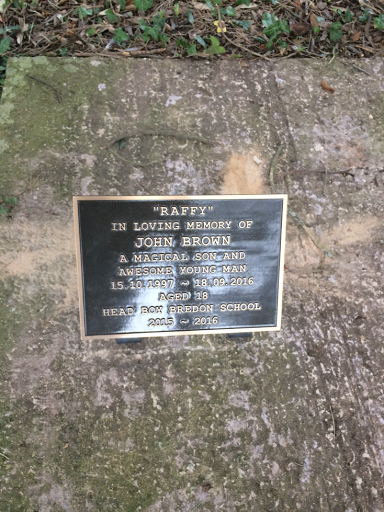 "RAFFY"
IN LOVING MEMORY OF
JOHN BROWN
A MAGICAL SON AND
AWESOME YOUNG MAN
15.10.1997 ~ 18.09.2016
AGED 18
HEAD BOY BREDON SCHOOL
2015 ~ 2016